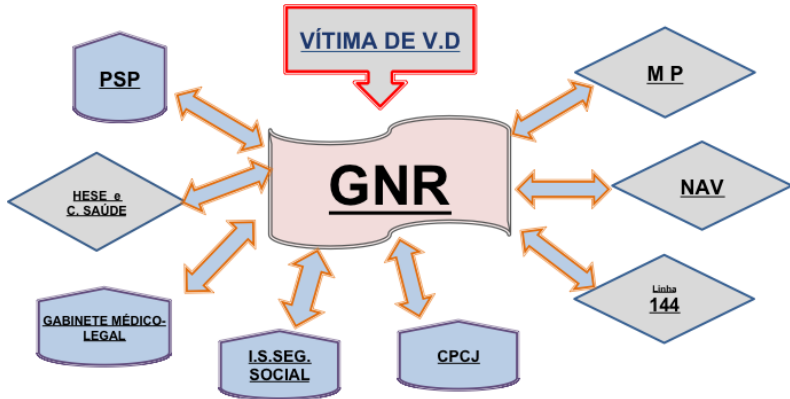 VÍTIMA DE V.D
PSP
M P
GNR
HESE e
C. SAÚDE
NAV
Linha
144
GABINETE MÉDICO-
LEGAL
I.S.SEG.
SOCIAL
CPCJ